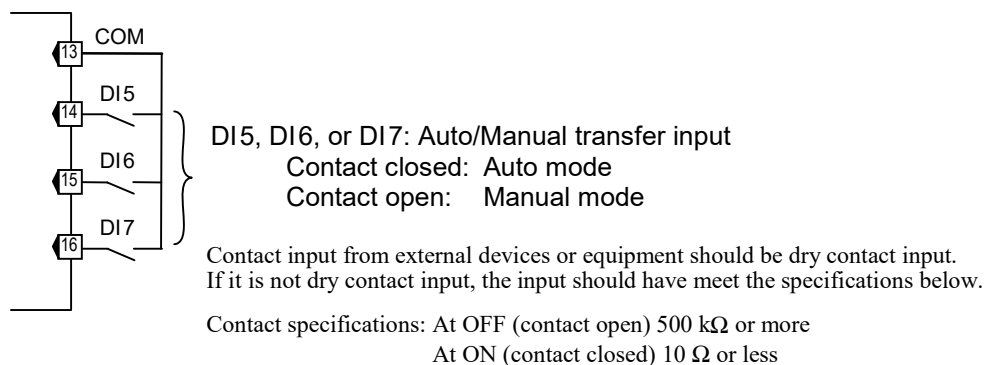 13 COM
14 DI5
15 DI6
16 DI7
DI5, DI6, or DI7: Auto/Manual transfer input
Contact closed: Auto mode
Contact open: Manual mode
Contact input from external devices or equipment should be dry contact input.
If it is not dry contact input, the input should have meet the specifications below.
Contact specifications: At OFF (contact open) 500 kΩ or more
At ON (contact closed) 10 Ω or less